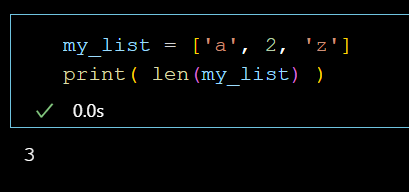 my_list = ['a', 2, 'z']
print( len(my_list) )
0.0s
3